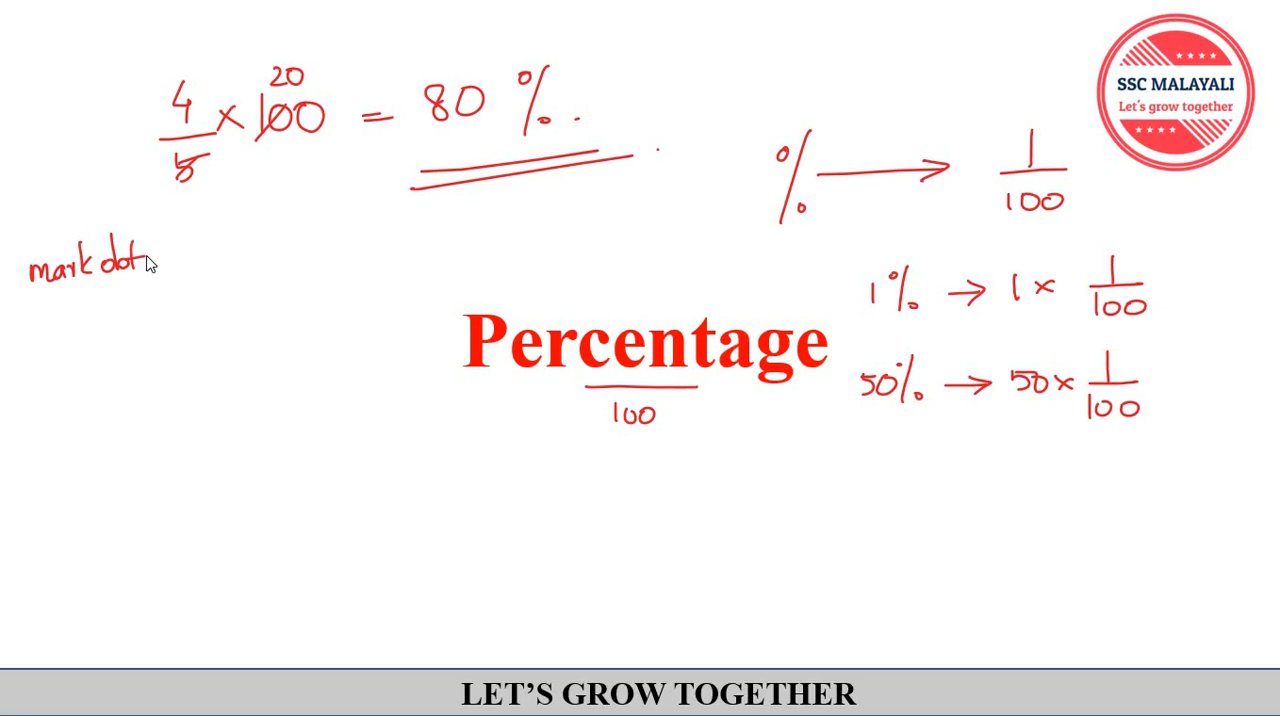 4/5 × 100 = 80 %.
20
SSC MALAYALI
Let's grow together
% → 1/100
mark dot
1% → 1 × 1/100
Percentage
100
50% → 50 × 1/100
LET'S GROW TOGETHER